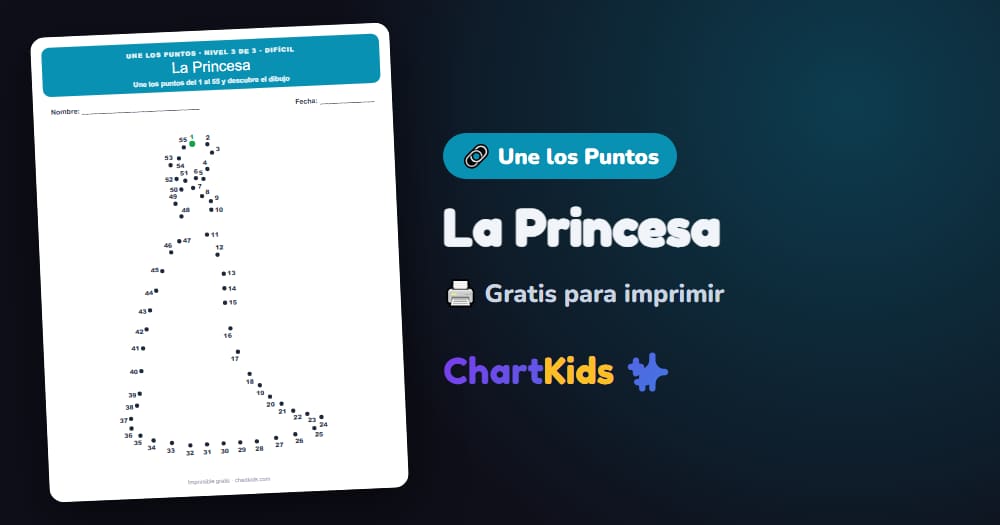 UNE LOS PUNTOS · NIVEL 3 DE 3 · DIFÍCIL
La Princesa
Une los puntos del 1 al 55 y descubre el dibujo
Nombre: ____________________
Fecha: __________
55 1 2
3
53 4
54
51 6 5
52
50 7
49 8 9
48 10
47 11
46 12
45 13
44 14
43 15
42 16
41 17
40 18
39 19
38 20
37 21 22 23 24
36 35 25
34 33 32 31 30 29 28 27 26
Imprimible gratis · chartkids.com
Une los Puntos
La Princesa
Gratis para imprimir
ChartKids